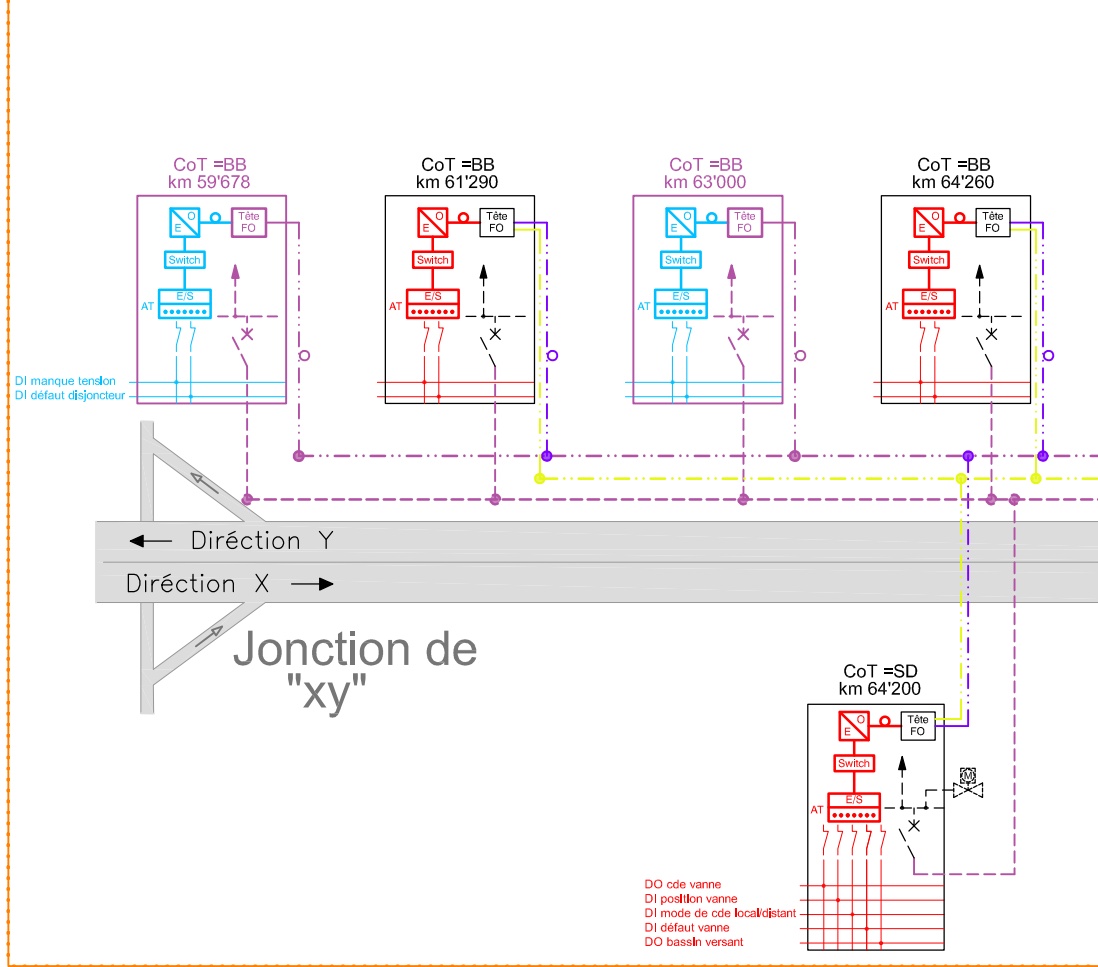 CoT =BB
km 59'678
CoT =BB
km 61'290
CoT =BB
km 63'000
CoT =BB
km 64'260
O
E
Tête
FO
Switch
E/S
AT
O
E
Tête
FO
Switch
E/S
AT
O
E
Tête
FO
Switch
E/S
AT
O
E
Tête
FO
Switch
E/S
AT
DI manque tension
DI défaut disjoncteur
Diréction Y
Diréction X
Jonction de
"xy"
CoT =SD
km 64'200
O
E
Tête
FO
Switch
M
E/S
AT
DO cde vanne
DI position vanne
DI mode de cde local/distant
DI défaut vanne
DO bassin versant